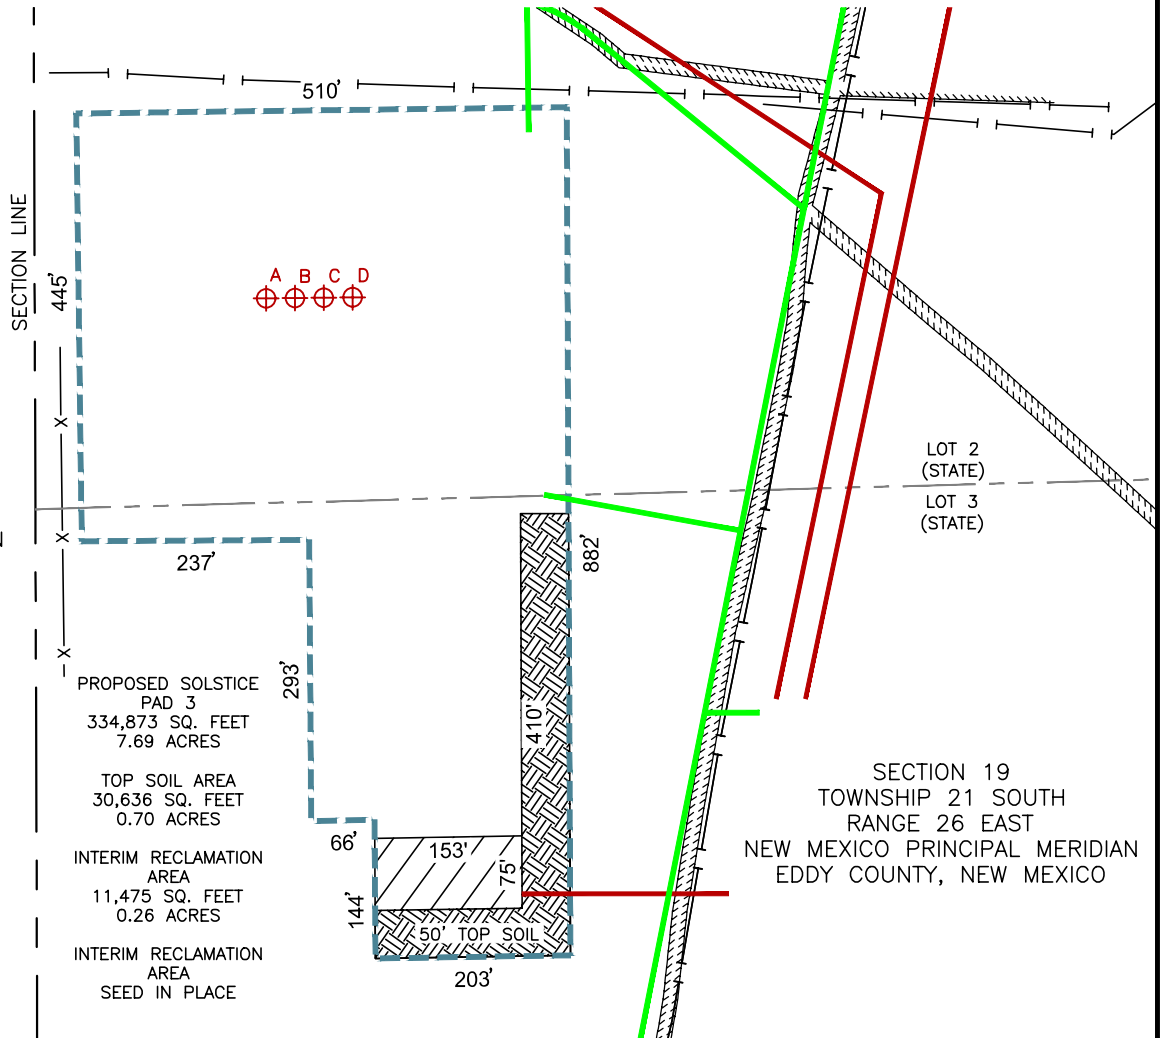 510'
SECTION LINE
445'
A B C D
X
LOT 2
(STATE)
LOT 3
(STATE)
X
237'
882'
293'
X
PROPOSED SOLSTICE
PAD 3
334,873 SQ. FEET
7.69 ACRES
TOP SOIL AREA
30,636 SQ. FEET
0.70 ACRES
INTERIM RECLAMATION
AREA
11,475 SQ. FEET
0.26 ACRES
INTERIM RECLAMATION
AREA
SEED IN PLACE
410'
66'
153'
75'
144'
50' TOP SOIL
203'
SECTION 19
TOWNSHIP 21 SOUTH
RANGE 26 EAST
NEW MEXICO PRINCIPAL MERIDIAN
EDDY COUNTY, NEW MEXICO